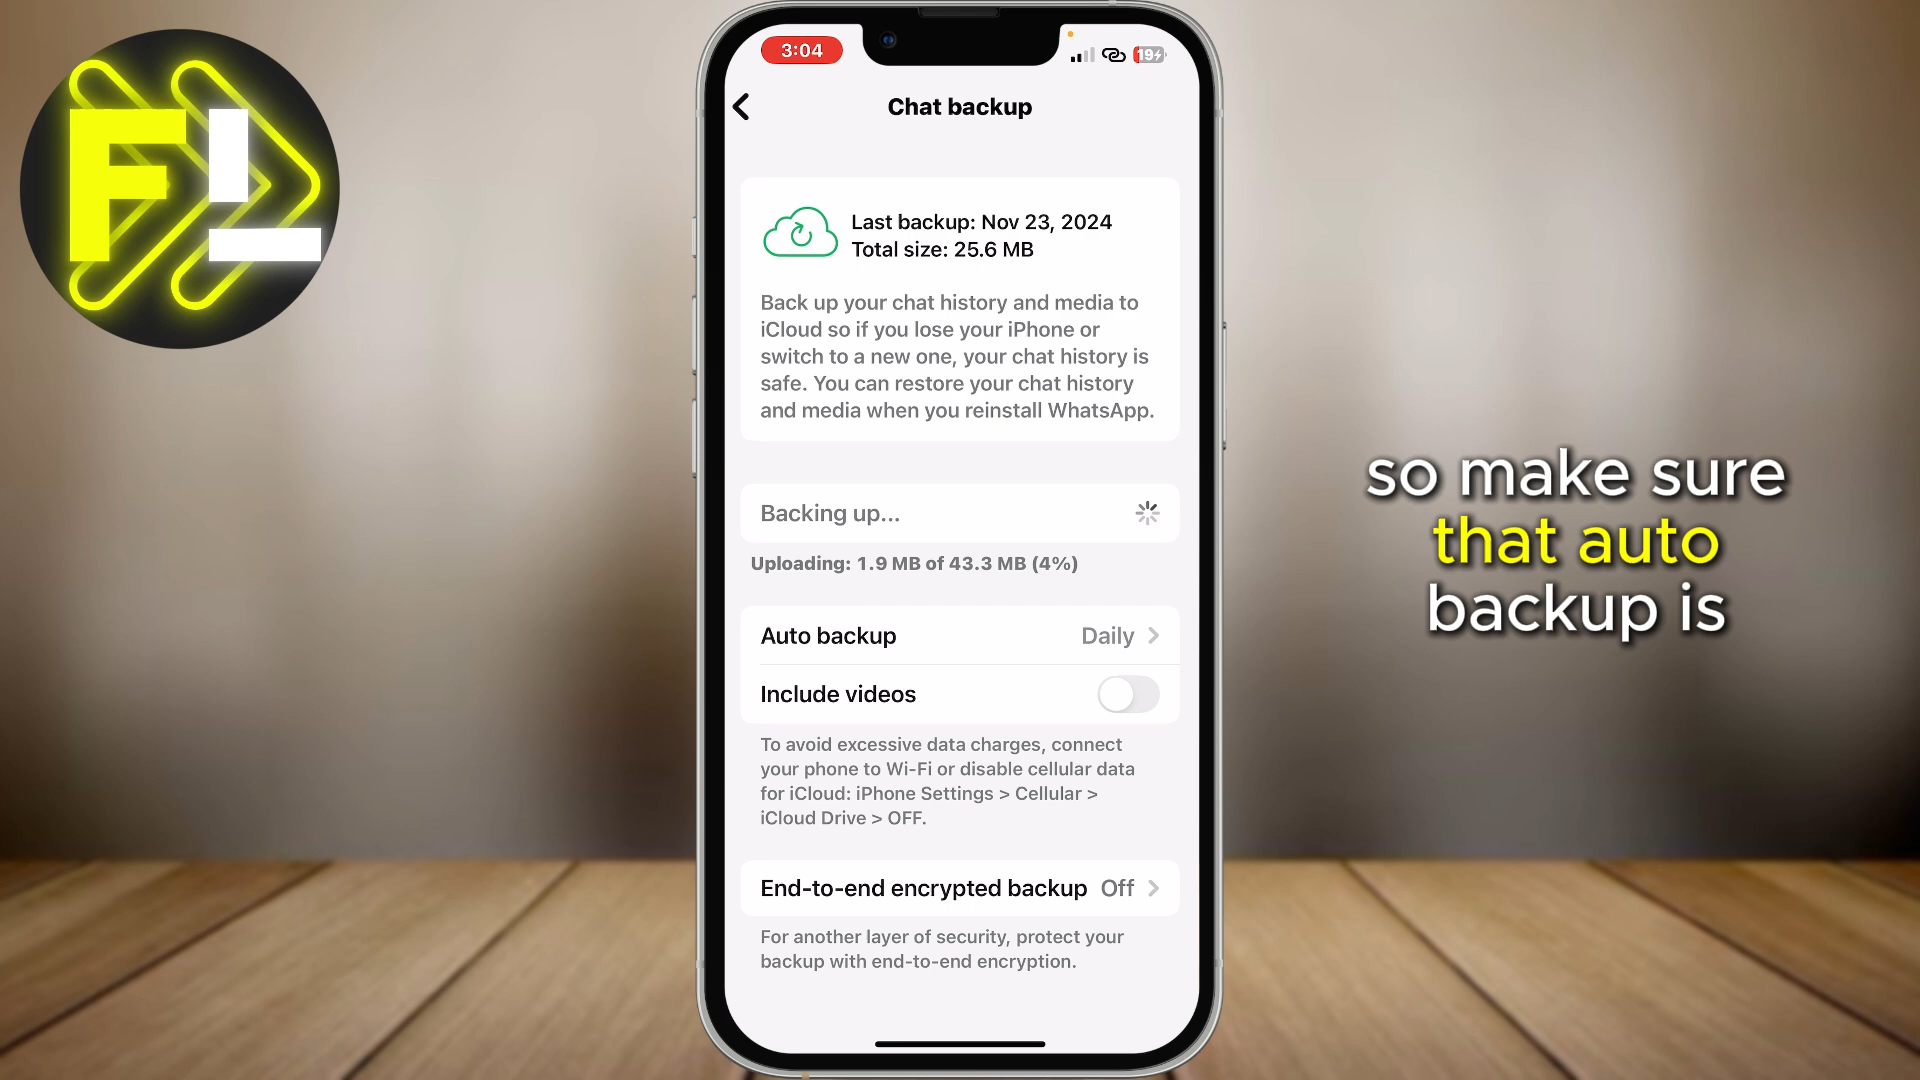 FL
3:04
19
Chat backup
Last backup: Nov 23, 2024
Total size: 25.6 MB
Back up your chat history and media to
iCloud so if you lose your iPhone or
switch to a new one, your chat history is
safe. You can restore your chat history
and media when you reinstall WhatsApp.
Backing up...
Uploading: 1.9 MB of 43.3 MB (4%)
Auto backup Daily
Include videos
To avoid excessive data charges, connect
your phone to Wi-Fi or disable cellular data
for iCloud: iPhone Settings > Cellular >
iCloud Drive > OFF.
End-to-end encrypted backup Off
For another layer of security, protect your
backup with end-to-end encryption.
so make sure
that auto
backup is